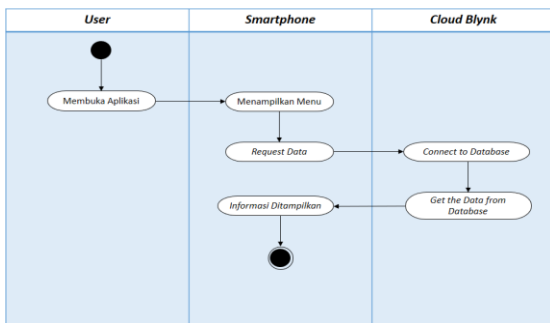 User
Smartphone
Cloud Blynk
Membuka Aplikasi
Menampilkan Menu
Request Data
Connect to Database
Informasi Ditampilkan
Get the Data from
Database